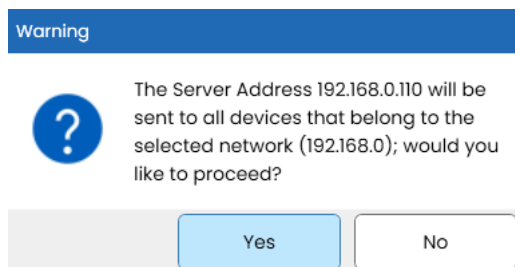 Warning
The Server Address 192.168.0.110 will be
sent to all devices that belong to the
selected network (192.168.0); would you
like to proceed?
Yes
No